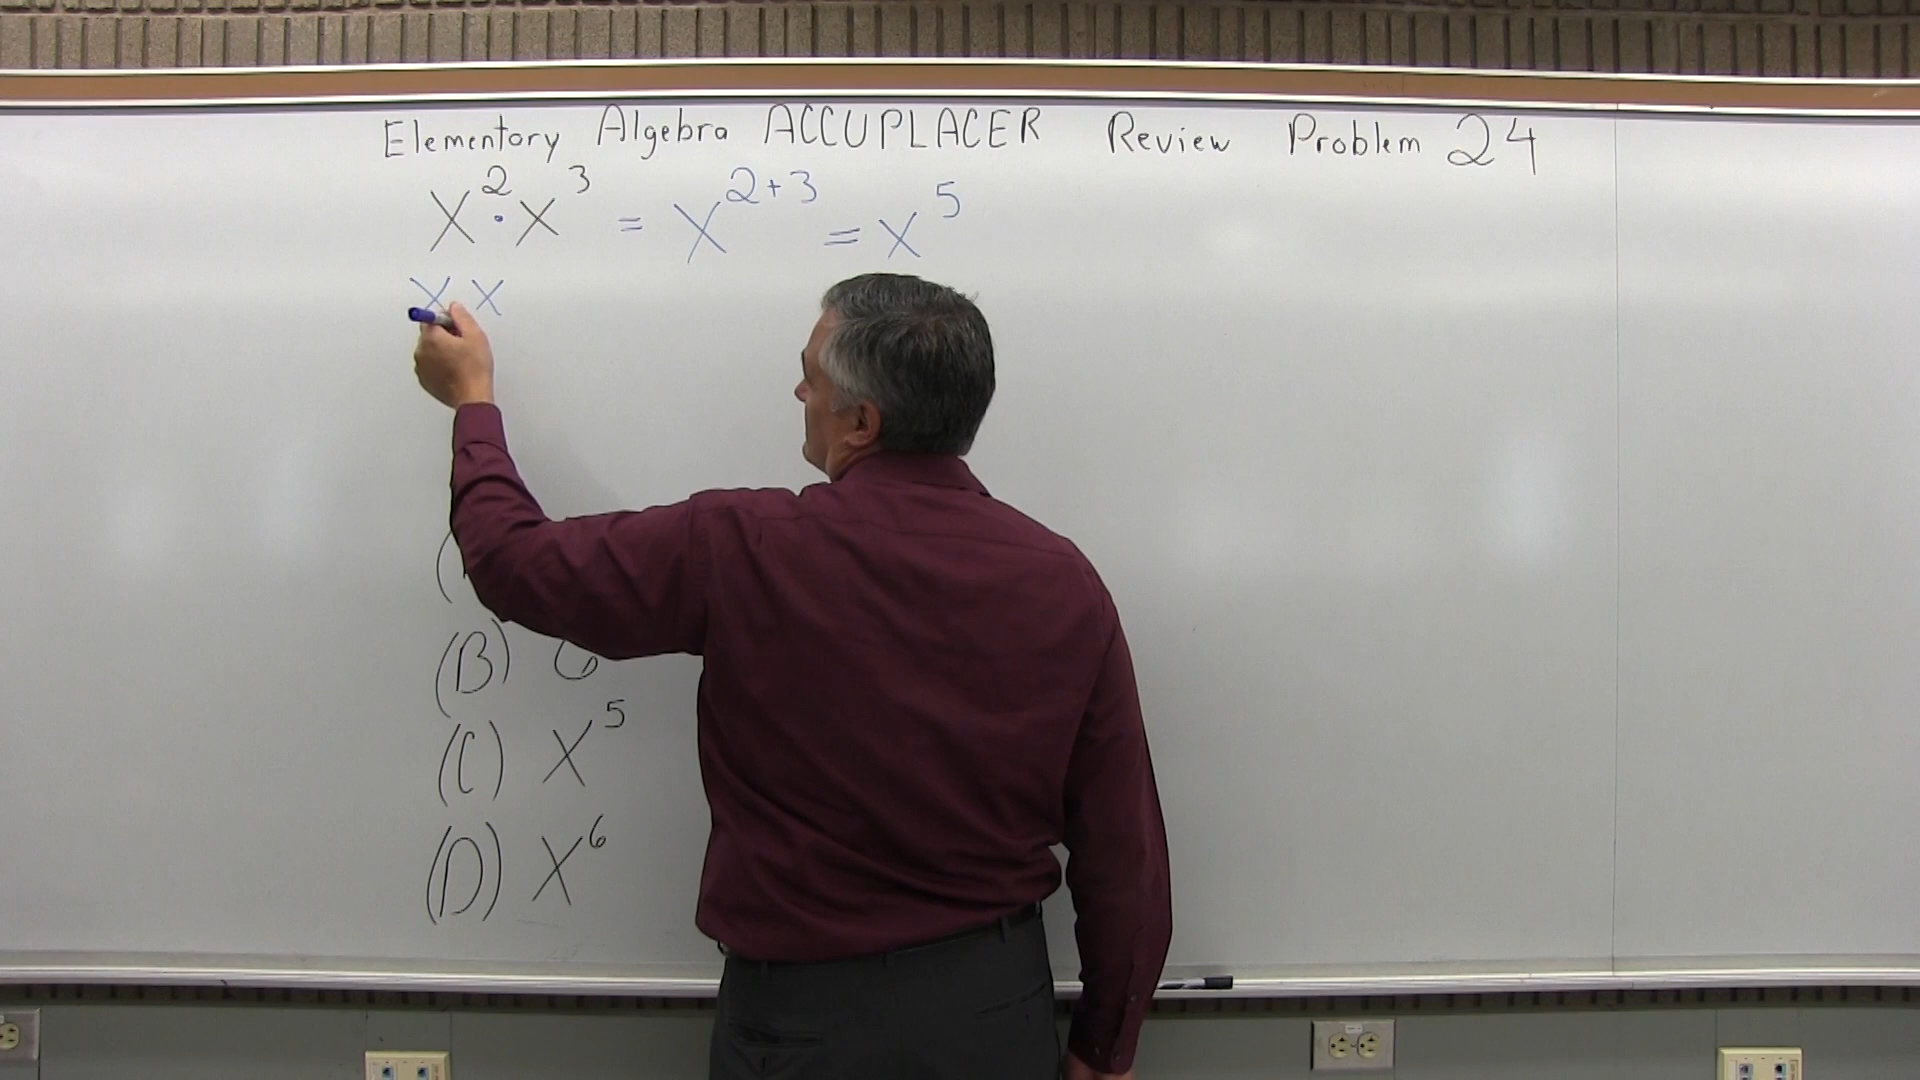 Elementory Algebra ACCUPLACER Review Problem 24
x² · x³ = x²⁺³ = x⁵
x x
(B)
(C) x⁵
(D) x⁶